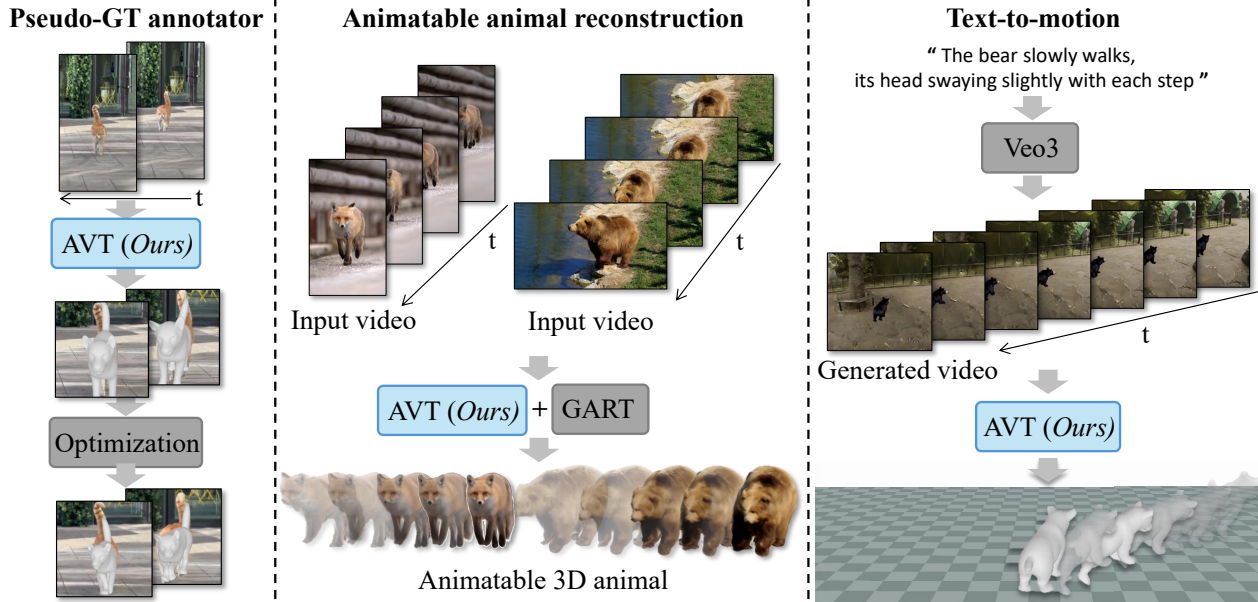 Pseudo-GT annotator
t
AVT (Ours)
Optimization
Animatable animal reconstruction
t
t
Input video
Input video
AVT (Ours) + GART
Animatable 3D animal
Text-to-motion
“ The bear slowly walks,
its head swaying slightly with each step ”
Veo3
t
Generated video
AVT (Ours)